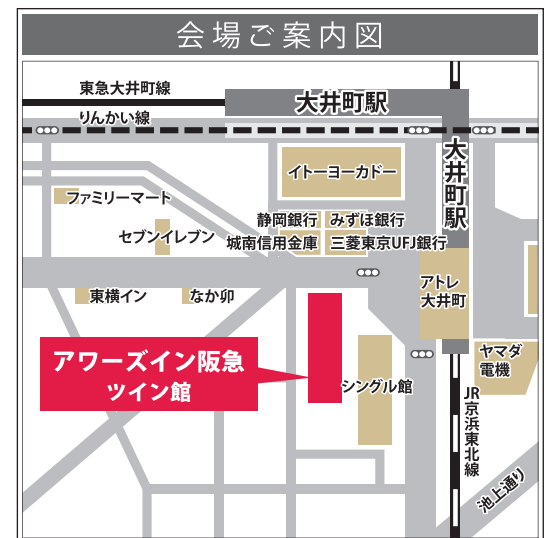 会場ご案内図
東急大井町線
大井町駅
りんかい線
大井町駅
イトーヨーカドー
ファミリーマート
静岡銀行
みずほ銀行
セブンイレブン
城南信用金庫
三菱東京UFJ銀行
アトレ
大井町
東横イン
なか卯
アワーズイン阪急
ツイン館
シングル館
ヤマダ
電機
JR京浜東北線
池上通り